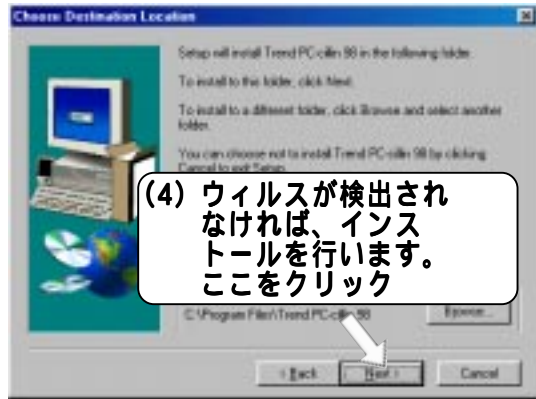 Choose Destination Location
Setup will install Trend PC-cillin 98 in the following folder.
To install to this folder, click Next.
To install to a different folder, click Browse and select another
folder.
You can choose not to install Trend PC-cillin 98 by clicking
Cancel to exit Setup.
(4) ウィルスが検出され
なければ、インス
トールを行います。
ここをクリック
C:\Program Files\Trend PC-cillin 98
Browse...
< Back
Next >
Cancel